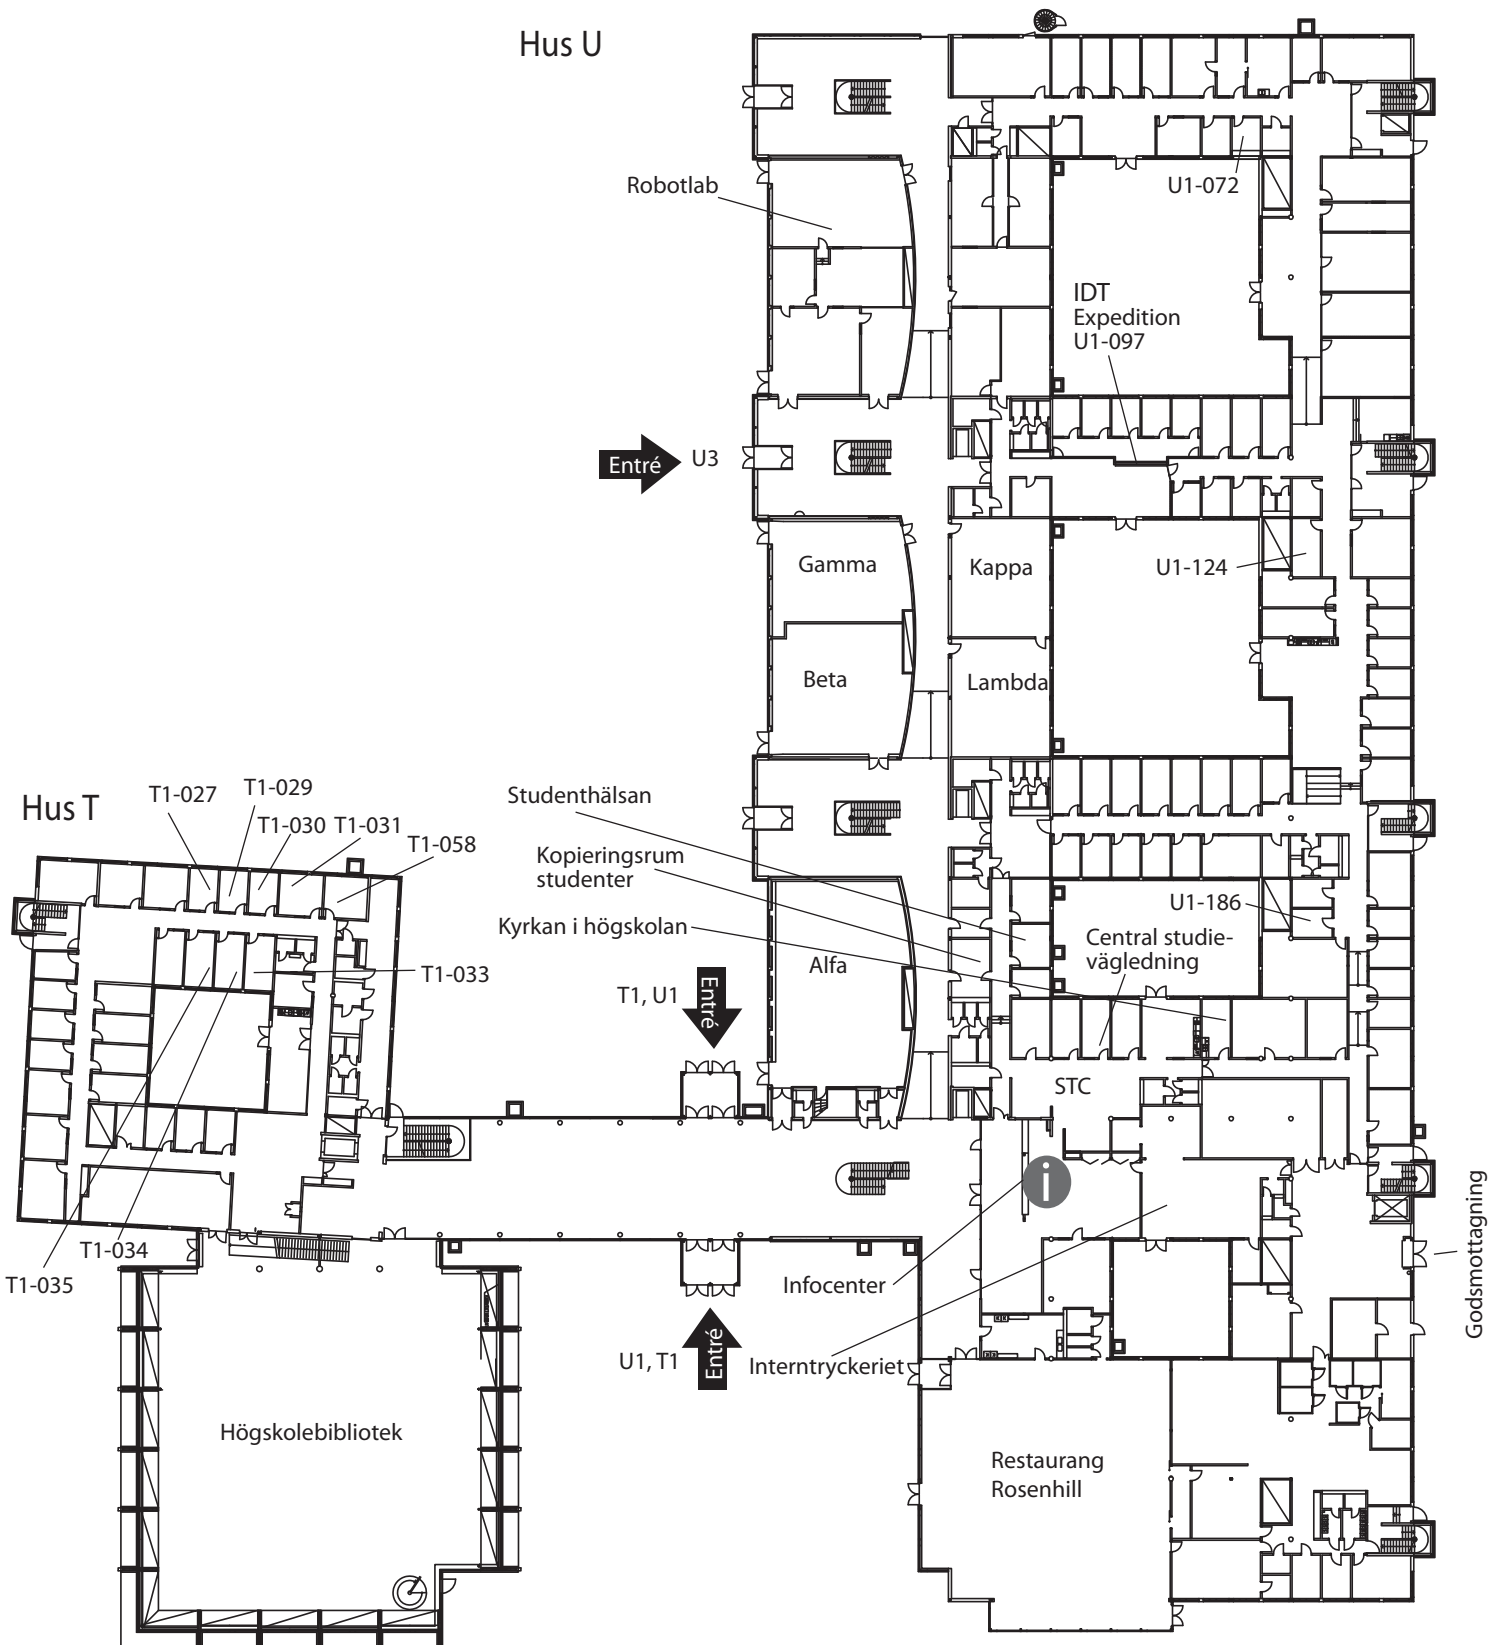 Hus U
Robotlab
U1-072
IDT
Expedition
U1-097
Entré
U3
Gamma
Kappa
U1-124
Beta
Lambda
Hus T
T1-027
T1-029
T1-030
T1-031
T1-058
Studenthälsan
Kopieringsrum
studenter
Kyrkan i högskolan
U1-186
Central studie-
vägledning
Alfa
T1-033
T1, U1
Entré
STC
i
Godsmottagning
T1-034
T1-035
Infocenter
Interntryckeriet
U1, T1
Entré
Högskolebibliotek
Restaurang
Rosenhill